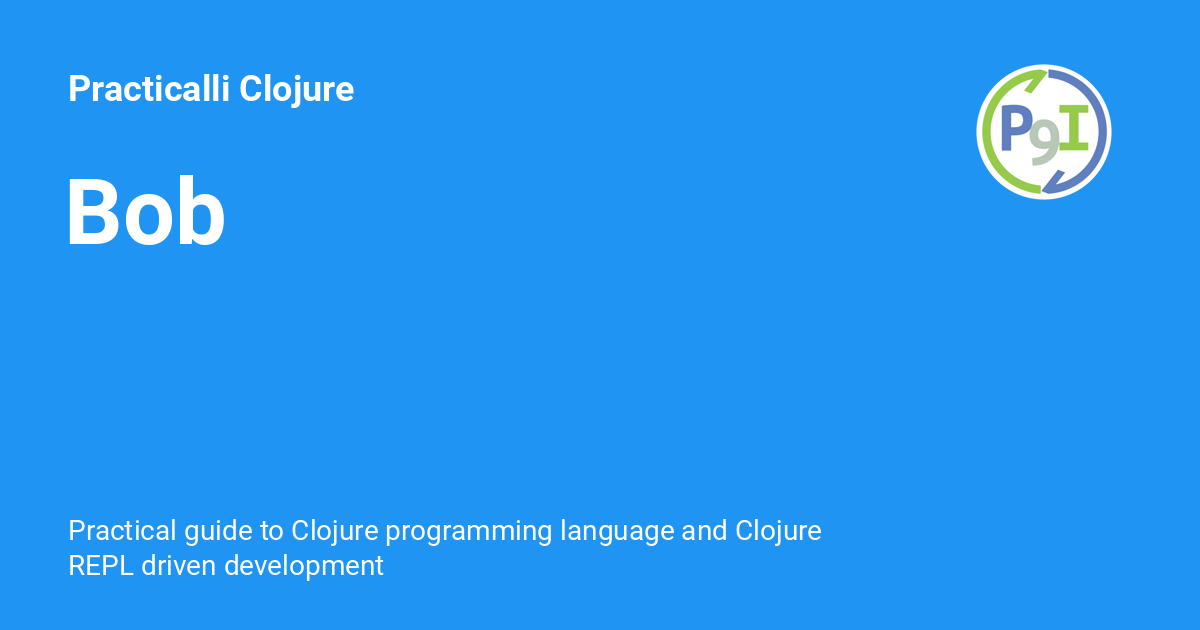 Practicalli Clojure
P9I
Bob
Practical guide to Clojure programming language and Clojure
REPL driven development